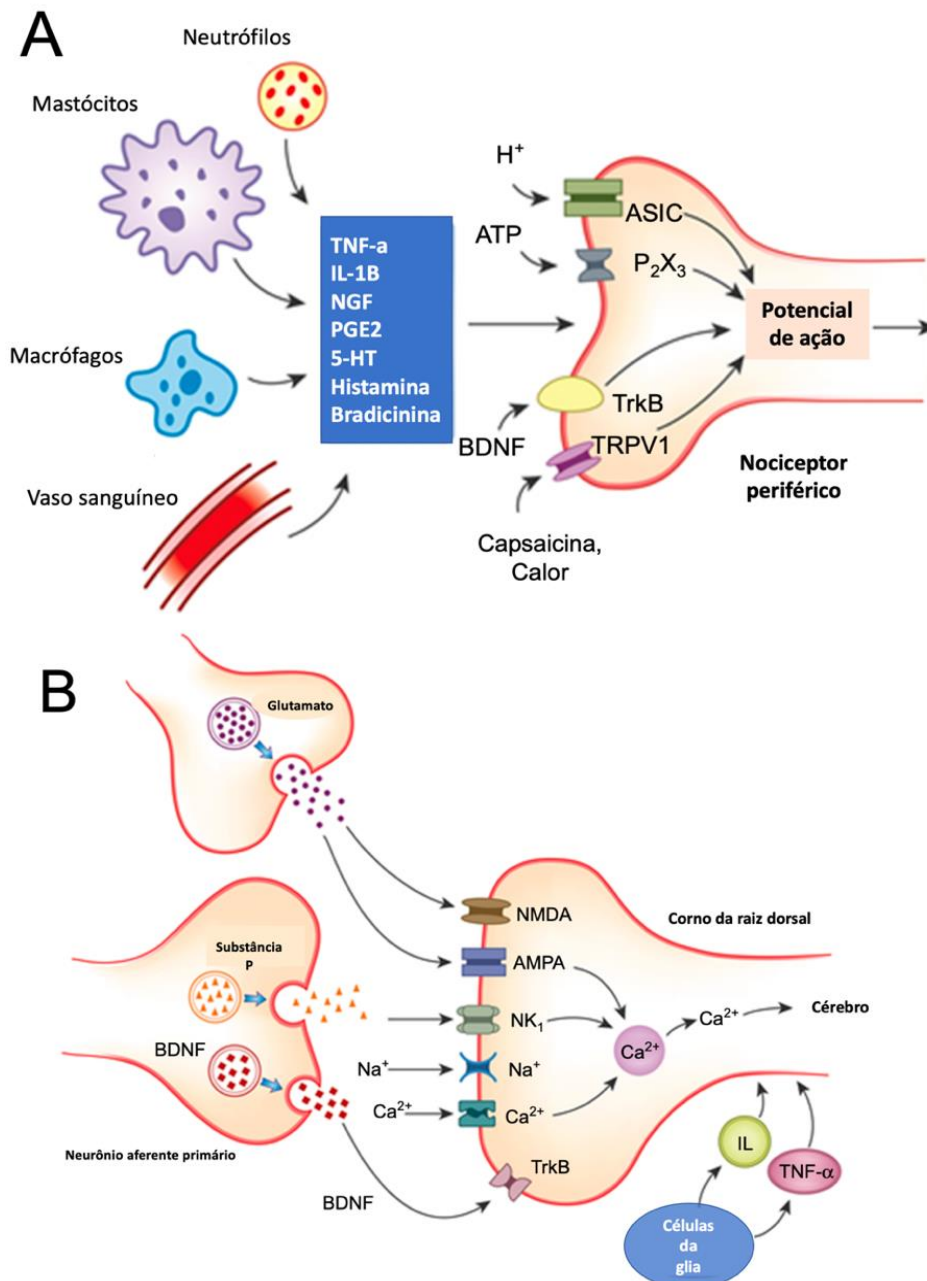 A
Neutrófilos
Mastócitos
Macrófagos
Vaso sanguíneo
TNF-a
IL-1B
NGF
PGE2
5-HT
Histamina
Bradicinina
H⁺
ATP
BDNF
Capsaicina,
Calor
ASIC
P₂X₃
TrkB
TRPV1
Potencial
de ação
Nociceptor
periférico
B
Glutamato
Substância
P
BDNF
Neurônio aferente primário
Na⁺
Ca²⁺
BDNF
NMDA
AMPA
NK₁
Na⁺
Ca²⁺
TrkB
Corno da raiz dorsal
Ca²⁺
Ca²⁺
Cérebro
IL
TNF-α
Células
da
glia